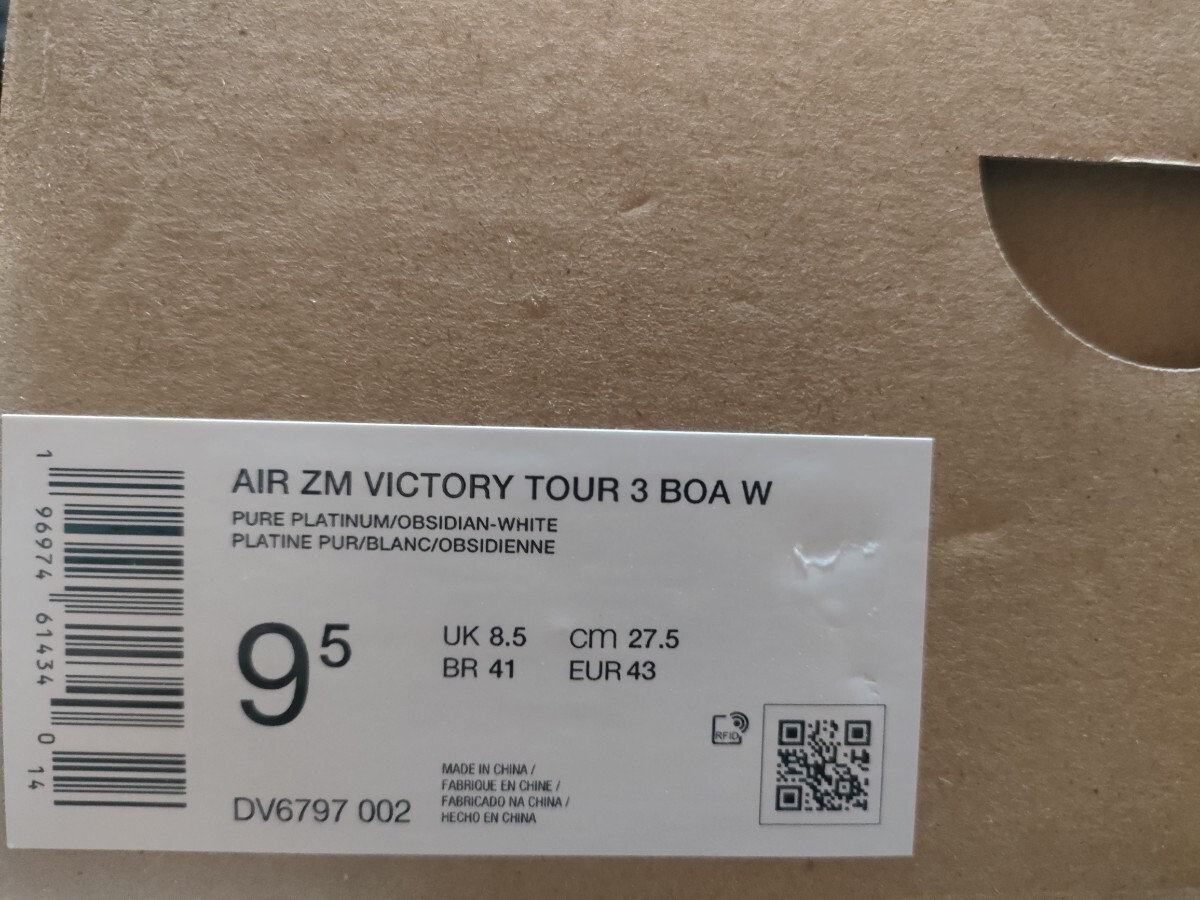 AIR ZM VICTORY TOUR 3 BOA W
PURE PLATINUM/OBSIDIAN-WHITE
PLATINE PUR/BLANC/OBSIDIENNE
9⁵
UK 8.5 cm 27.5
BR 41 EUR 43
RFID
MADE IN CHINA /
FABRIQUE EN CHINE /
FABRICADO NA CHINA /
HECHO EN CHINA
DV6797 002
1 96974 61434 0 14